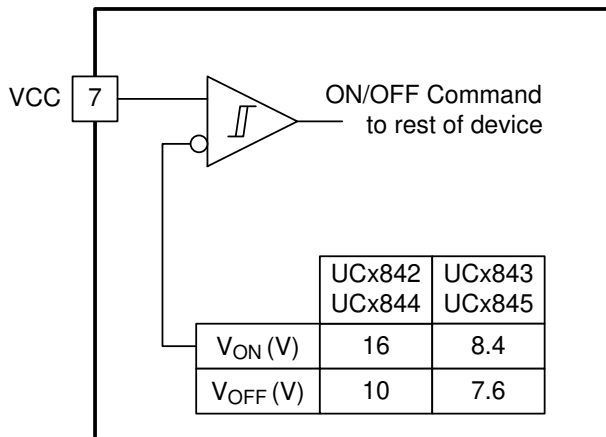 VCC 7
ON/OFF Command
to rest of device
UCx842 UCx843
UCx844 UCx845
VON (V) 16 8.4
VOFF (V) 10 7.6